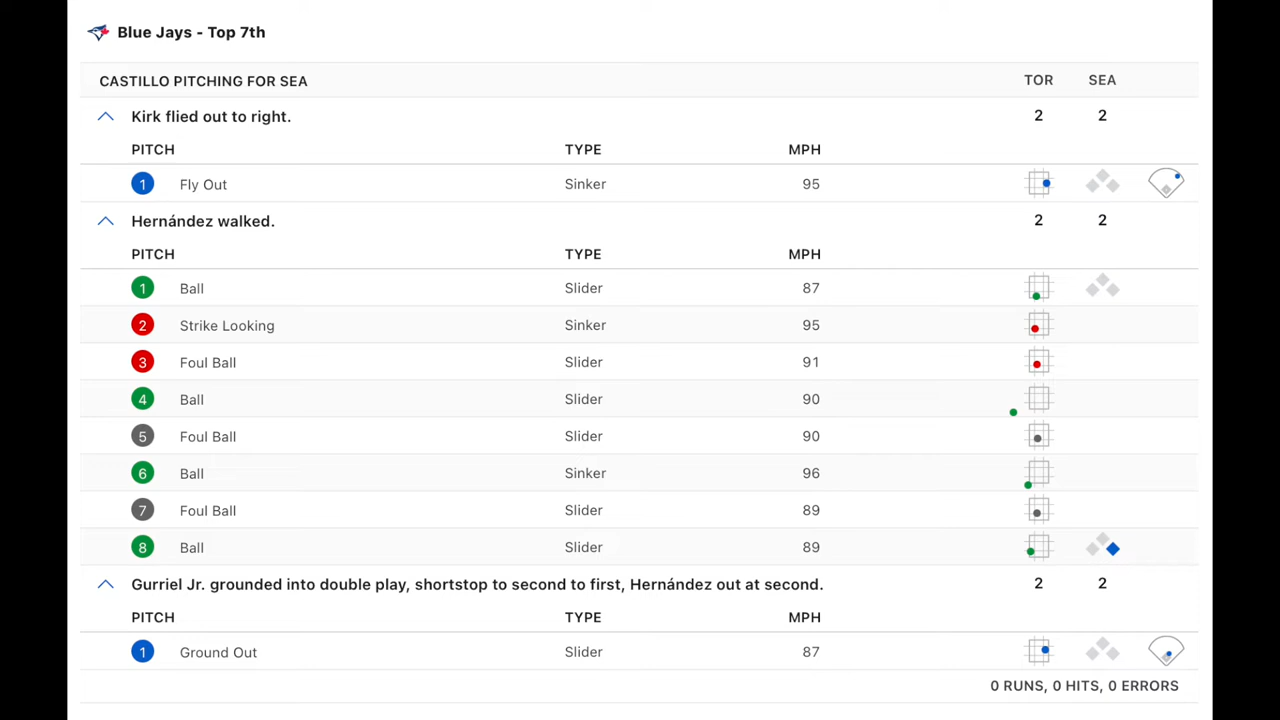 Blue Jays - Top 7th
CASTILLO PITCHING FOR SEA TOR SEA
Kirk flied out to right. 2 2
PITCH TYPE MPH
1 Fly Out Sinker 95
Hernández walked. 2 2
PITCH TYPE MPH
1 Ball Slider 87
2 Strike Looking Sinker 95
3 Foul Ball Slider 91
4 Ball Slider 90
5 Foul Ball Slider 90
6 Ball Sinker 96
7 Foul Ball Slider 89
8 Ball Slider 89
Gurriel Jr. grounded into double play, shortstop to second to first, Hernández out at second. 2 2
PITCH TYPE MPH
1 Ground Out Slider 87
0 RUNS, 0 HITS, 0 ERRORS